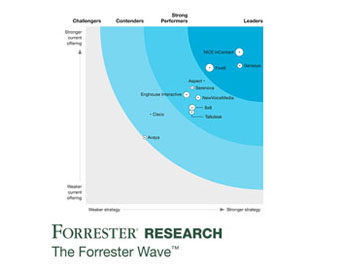 Challengers Contenders Strong Performers Leaders
Stronger current offering
NICE inContact
Five9
Genesys
Aspect
Serenova
Enghouse Interactive
NewVoiceMedia
8x8
Cisco
Talkdesk
Avaya
Weaker current offering
Weaker strategy Stronger strategy
FORRESTER® RESEARCH
The Forrester Wave™